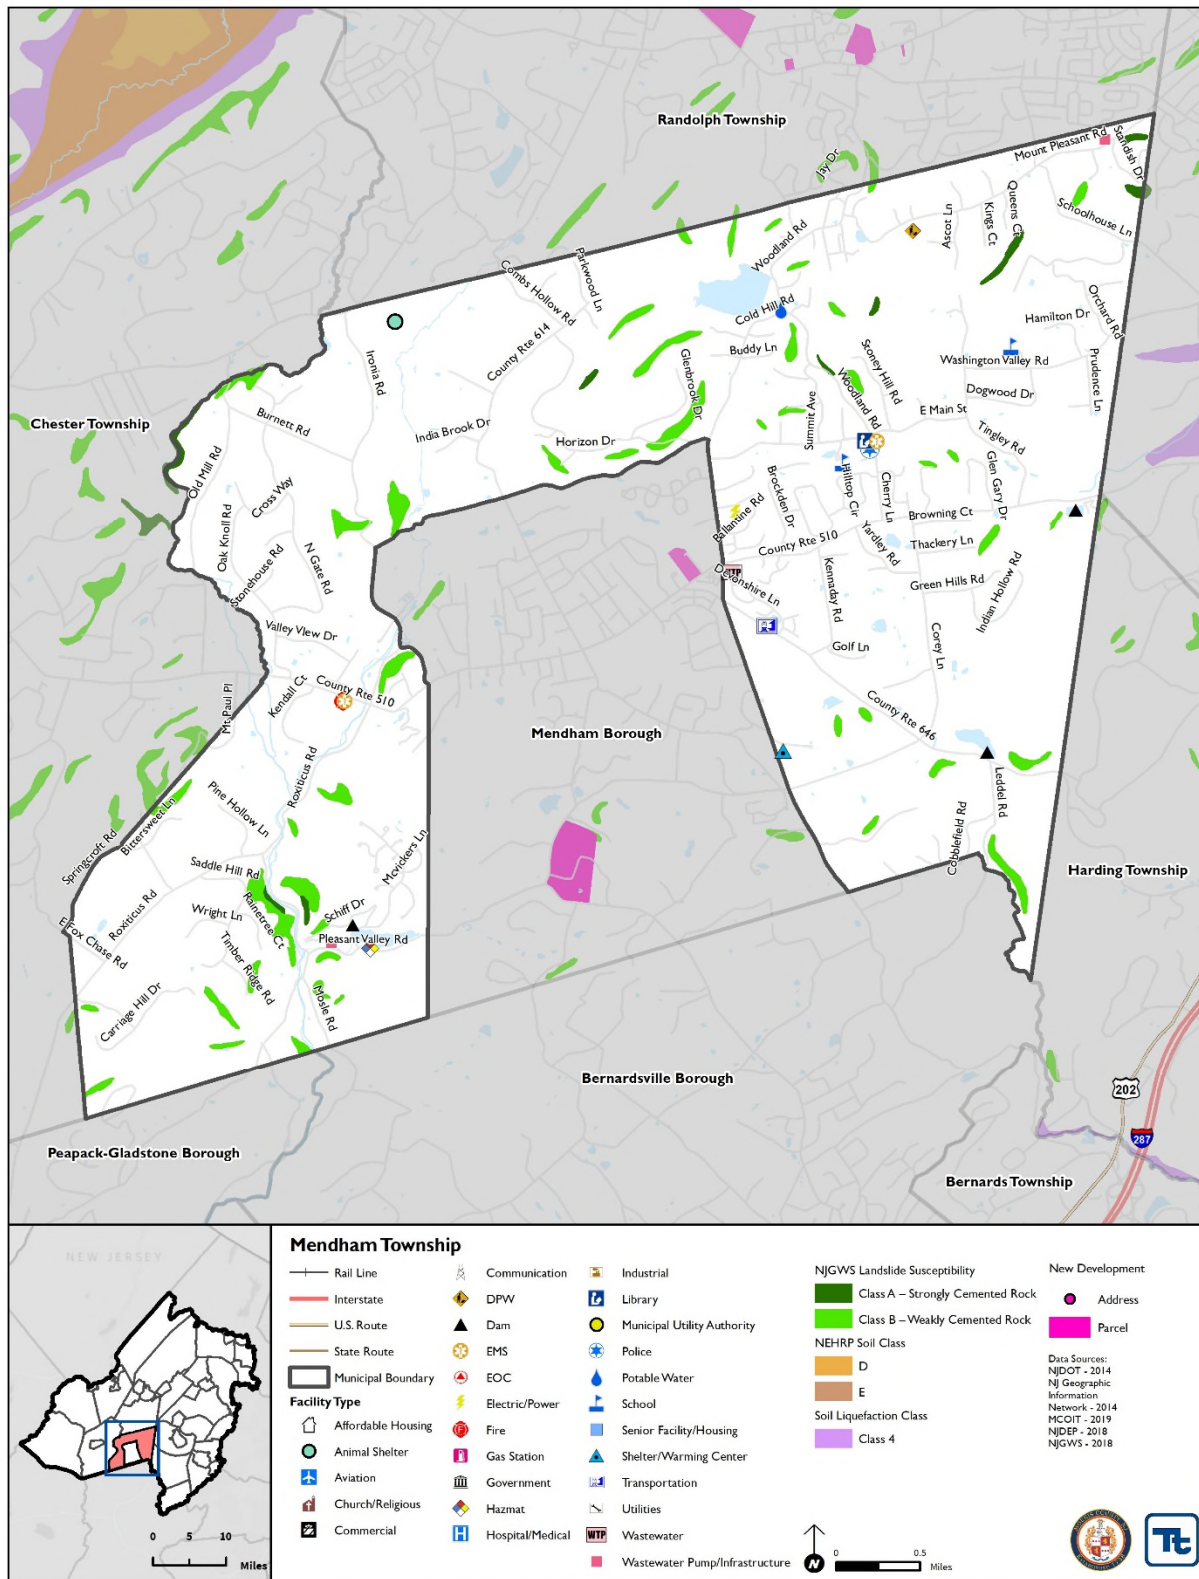 Randolph Township
Mount Pleasant Rd
Standish Dr
Jay Dr
Queens Ct
Kings Ct
Ascot Ln
Schoolhouse Ln
Woodland Rd
Parkwood Ln
Combs Hollow Rd
Cold Hill Rd
Orchard Rd
Hamilton Dr
County Rte 614
Buddy Ln
Stoney Hill Rd
Washington Valley Rd
Prudence Ln
Ironia Rd
Glenbrook Dr
Woodland Rd
Dogwood Dr
Summit Ave
E Main St
Chester Township
Burnett Rd
India Brook Dr
Horizon Dr
Tingley Rd
Old Mill Rd
Cross Way
Brockden Dr
Hilltop Cir
Cherry Ln
Glen Gary Dr
Oak Knoll Rd
Ballantine Rd
Browning Ct
County Rte 510
Yardley Rd
Thackery Ln
N Gate Rd
Stonehouse Rd
WTP
Devonshire Ln
Kennaday Rd
Green Hills Rd
Indian Hollow Rd
Valley View Dr
Golf Ln
Corey Ln
Mt Paul Pl
Kendall Ct
County Rte 510
County Rte 646
Mendham Borough
Roxiticus Rd
Leddel Rd
Pine Hollow Ln
Bittersweet Ln
Springcroft Rd
Mcvickers Ln
Cobblefield Rd
Saddle Hill Rd
Harding Township
Roxiticus Rd
Wright Ln
Raintree Ct
Schiff Dr
E Fox Chase Rd
Pleasant Valley Rd
Timber Ridge Rd
Carriage Hill Dr
Mosle Rd
Bernardsville Borough
202
287
Peapack-Gladstone Borough
Bernards Township
NEW JERSEY
0 5 10
Miles
Mendham Township
Rail Line
Interstate
U.S. Route
State Route
Municipal Boundary
Facility Type
Affordable Housing
Animal Shelter
Aviation
Church/Religious
Commercial
Communication
DPW
Dam
EMS
EOC
Electric/Power
Fire
Gas Station
Government
Hazmat
Hospital/Medical
Industrial
Library
Municipal Utility Authority
Police
Potable Water
School
Senior Facility/Housing
Shelter/Warming Center
Transportation
Utilities
WTP Wastewater
Wastewater Pump/Infrastructure
NJGWS Landslide Susceptibility
Class A – Strongly Cemented Rock
Class B – Weakly Cemented Rock
NEHRP Soil Class
D
E
Soil Liquefaction Class
Class 4
New Development
Address
Parcel
Data Sources:
NJDOT - 2014
NJ Geographic
Information
Network - 2014
MCOIT - 2019
NJDEP - 2018
NJGWS - 2018
N
0 0.5
Miles
Tt